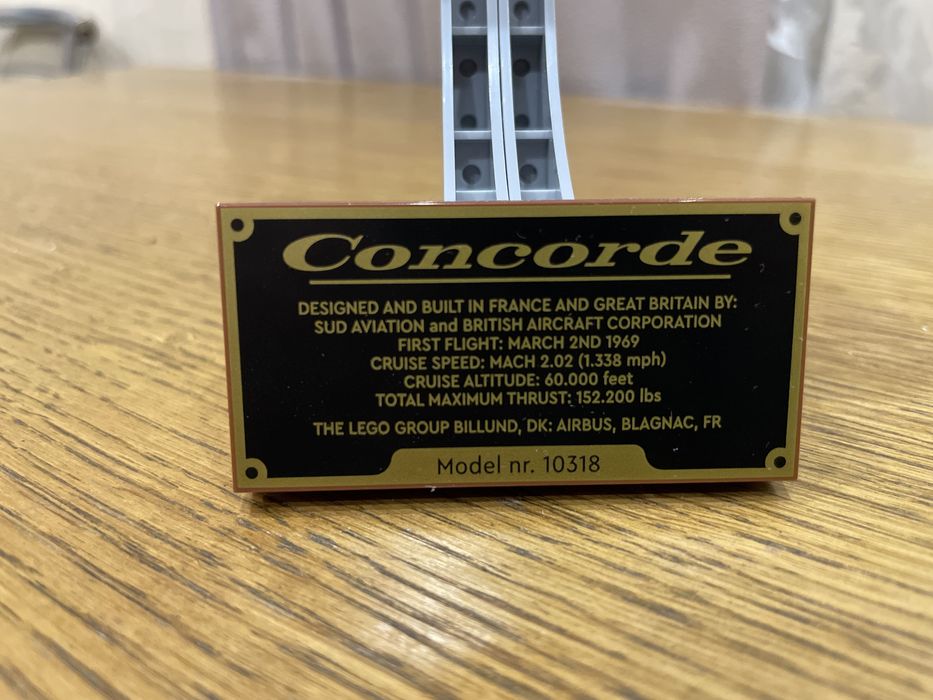 Concorde
DESIGNED AND BUILT IN FRANCE AND GREAT BRITAIN BY:
SUD AVIATION and BRITISH AIRCRAFT CORPORATION
FIRST FLIGHT: MARCH 2ND 1969
CRUISE SPEED: MACH 2.02 (1.338 mph)
CRUISE ALTITUDE: 60.000 feet
TOTAL MAXIMUM THRUST: 152.200 lbs
THE LEGO GROUP BILLUND, DK: AIRBUS, BLAGNAC, FR
Model nr. 10318